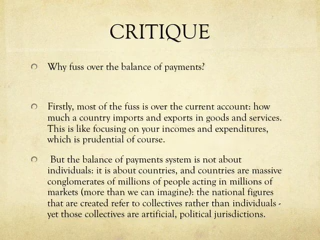 CRITIQUE
Why fuss over the balance of payments?
Firstly, most of the fuss is over the current account: how
much a country imports and exports in goods and services.
This is like focusing on your incomes and expenditures,
which is prudential of course.
But the balance of payments system is not about
individuals: it is about countries, and countries are massive
conglomerates of millions of people acting in millions of
markets (more than we can imagine): the national figures
that are created refer to collectives rather than individuals -
yet those collectives are artificial, political jurisdictions.